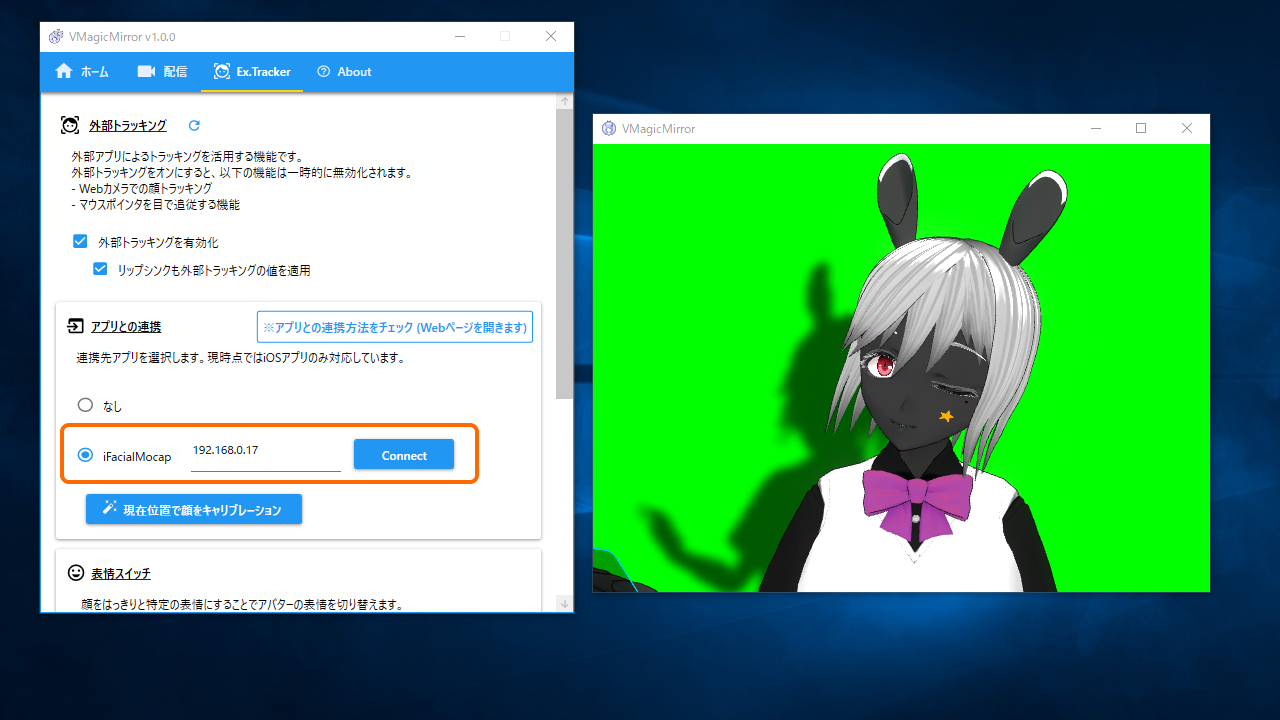 VMagicMirror v1.0.0
ホーム 配信 Ex.Tracker About
外部トラッキング
外部アプリによるトラッキングを活用する機能です。
外部トラッキングをオンにすると、以下の機能は一時的に無効化されます。
- Webカメラでの顔トラッキング
- マウスポインタを目で追従する機能
外部トラッキングを有効化
リップシンクも外部トラッキングの値を適用
アプリとの連携
※アプリとの連携方法をチェック (Webページを開きます)
連携先アプリを選択します。現時点ではiOSアプリのみ対応しています。
なし
iFacialMocap 192.168.0.17 Connect
現在位置で顔をキャリブレーション
表情スイッチ
顔をはっきりと特定の表情にすることでアバターの表情を切り替えます。
VMagicMirror